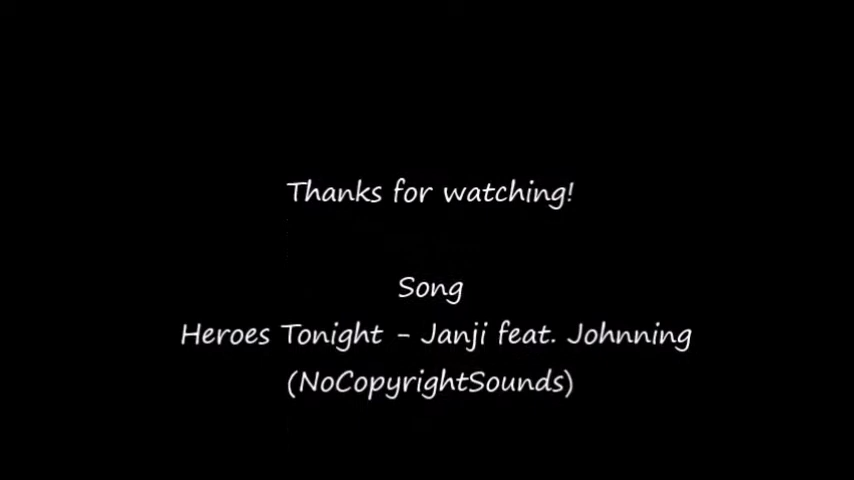 Thanks for watching!
Song
Heroes Tonight - Janji feat. Johnning
(NoCopyrightSounds)